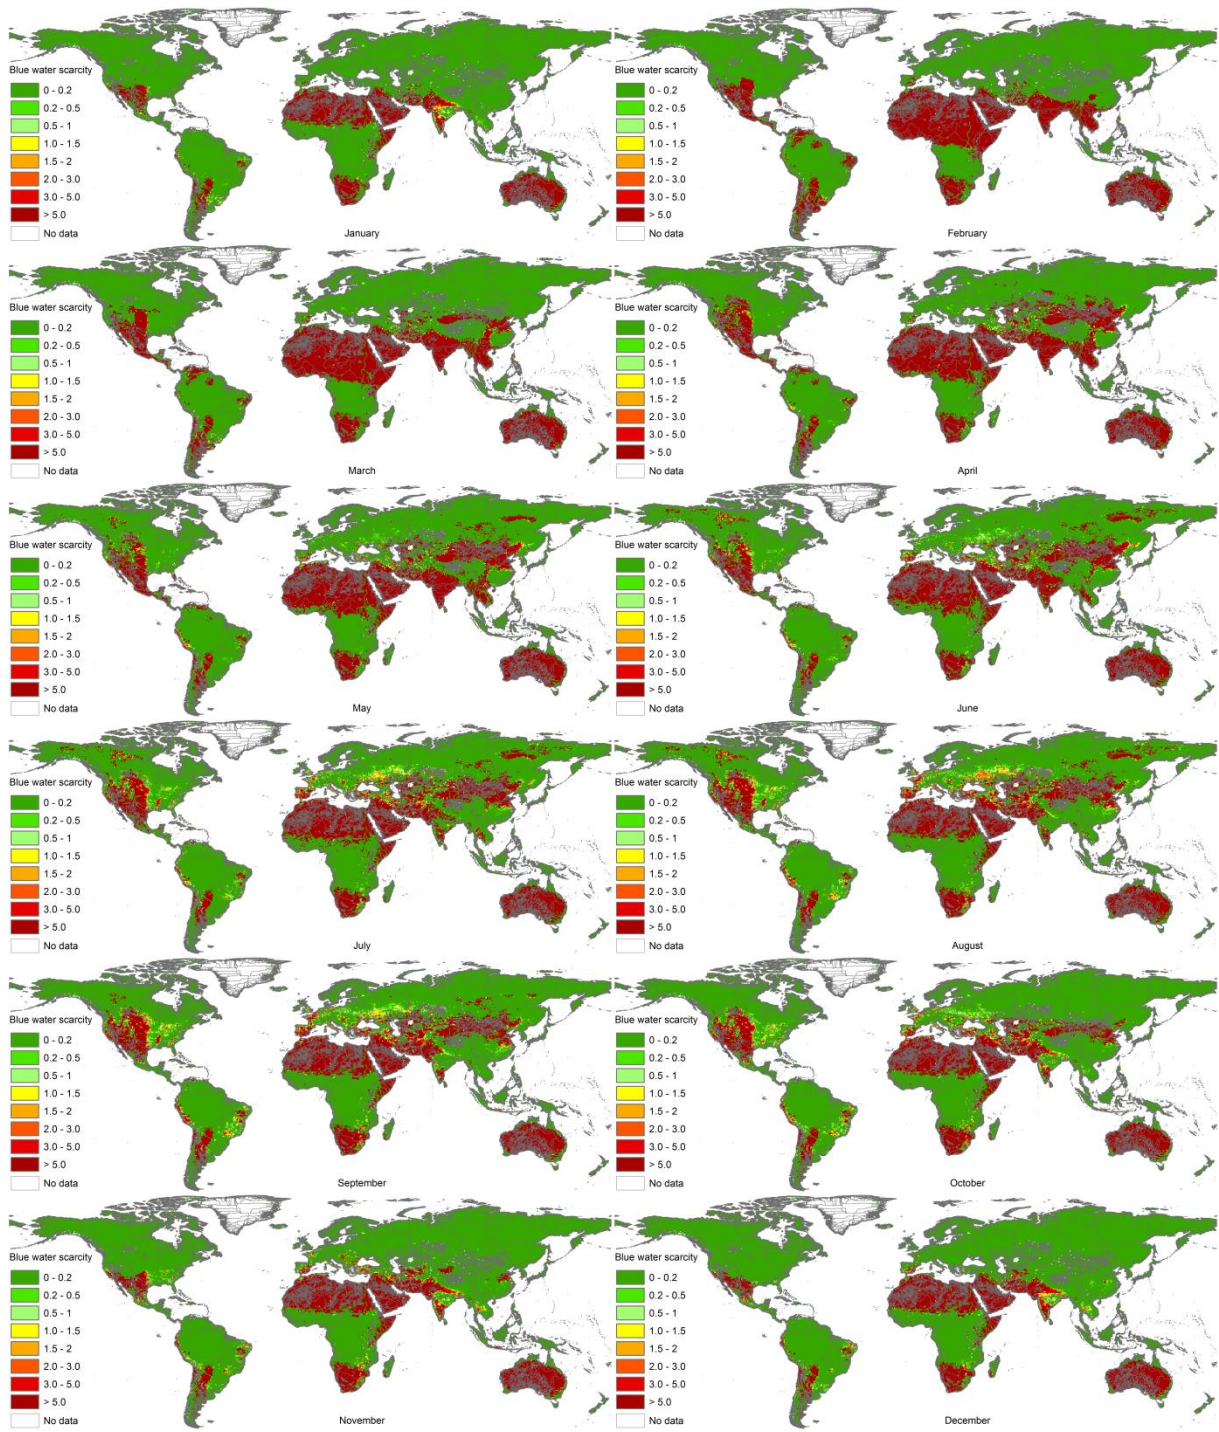 Blue water scarcity
0 - 0.2
0.2 - 0.5
0.5 - 1
1.0 - 1.5
1.5 - 2
2.0 - 3.0
3.0 - 5.0
> 5.0
No data
January
Blue water scarcity
0 - 0.2
0.2 - 0.5
0.5 - 1
1.0 - 1.5
1.5 - 2
2.0 - 3.0
3.0 - 5.0
> 5.0
No data
February
Blue water scarcity
0 - 0.2
0.2 - 0.5
0.5 - 1
1.0 - 1.5
1.5 - 2
2.0 - 3.0
3.0 - 5.0
> 5.0
No data
March
Blue water scarcity
0 - 0.2
0.2 - 0.5
0.5 - 1
1.0 - 1.5
1.5 - 2
2.0 - 3.0
3.0 - 5.0
> 5.0
No data
April
Blue water scarcity
0 - 0.2
0.2 - 0.5
0.5 - 1
1.0 - 1.5
1.5 - 2
2.0 - 3.0
3.0 - 5.0
> 5.0
No data
May
Blue water scarcity
0 - 0.2
0.2 - 0.5
0.5 - 1
1.0 - 1.5
1.5 - 2
2.0 - 3.0
3.0 - 5.0
> 5.0
No data
June
Blue water scarcity
0 - 0.2
0.2 - 0.5
0.5 - 1
1.0 - 1.5
1.5 - 2
2.0 - 3.0
3.0 - 5.0
> 5.0
No data
July
Blue water scarcity
0 - 0.2
0.2 - 0.5
0.5 - 1
1.0 - 1.5
1.5 - 2
2.0 - 3.0
3.0 - 5.0
> 5.0
No data
August
Blue water scarcity
0 - 0.2
0.2 - 0.5
0.5 - 1
1.0 - 1.5
1.5 - 2
2.0 - 3.0
3.0 - 5.0
> 5.0
No data
September
Blue water scarcity
0 - 0.2
0.2 - 0.5
0.5 - 1
1.0 - 1.5
1.5 - 2
2.0 - 3.0
3.0 - 5.0
> 5.0
No data
October
Blue water scarcity
0 - 0.2
0.2 - 0.5
0.5 - 1
1.0 - 1.5
1.5 - 2
2.0 - 3.0
3.0 - 5.0
> 5.0
No data
November
Blue water scarcity
0 - 0.2
0.2 - 0.5
0.5 - 1
1.0 - 1.5
1.5 - 2
2.0 - 3.0
3.0 - 5.0
> 5.0
No data
December